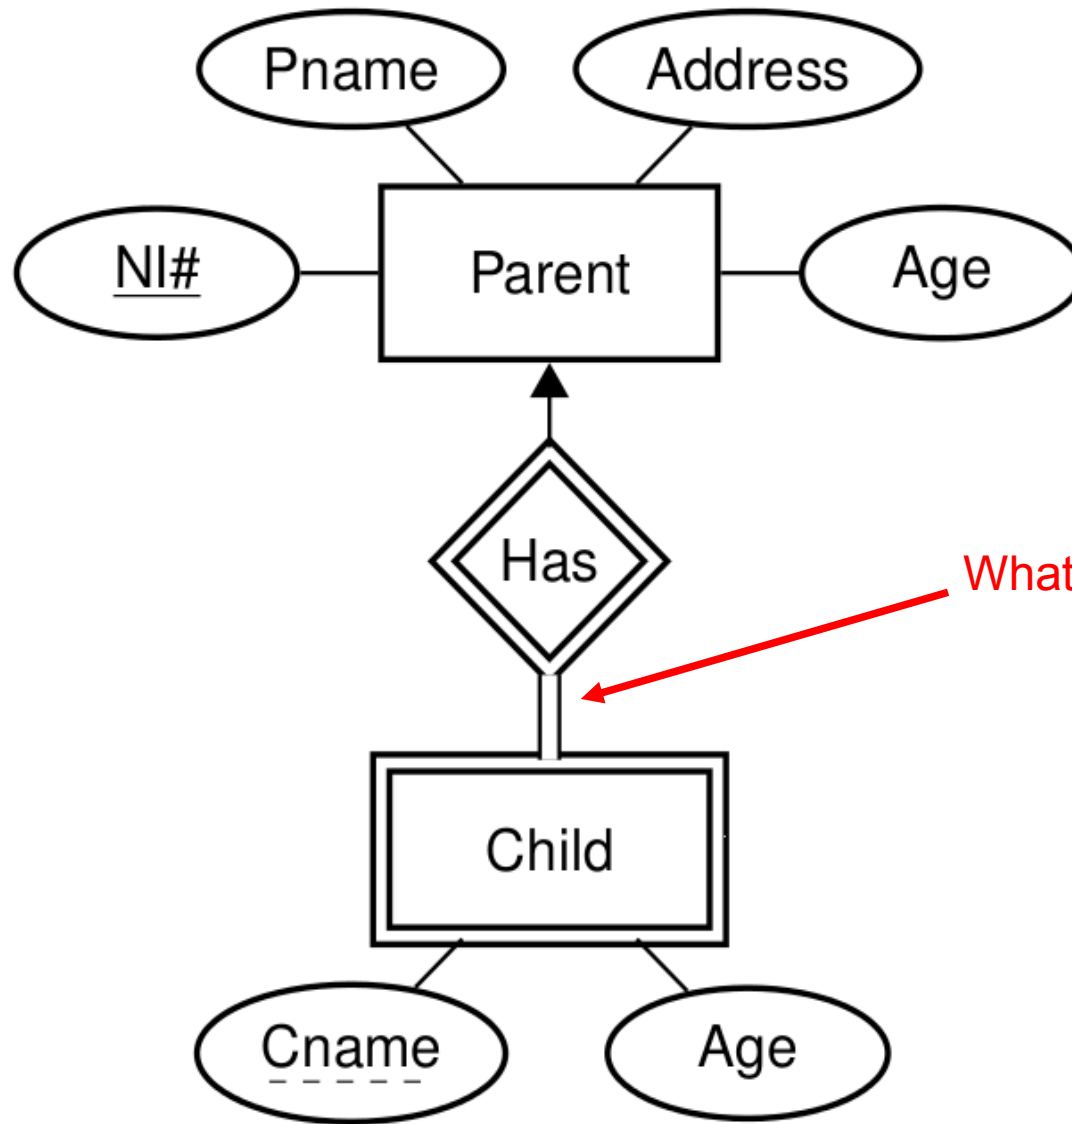 Pname
Address
NI#
Parent
Age
Has
What
Child
Cname
Age